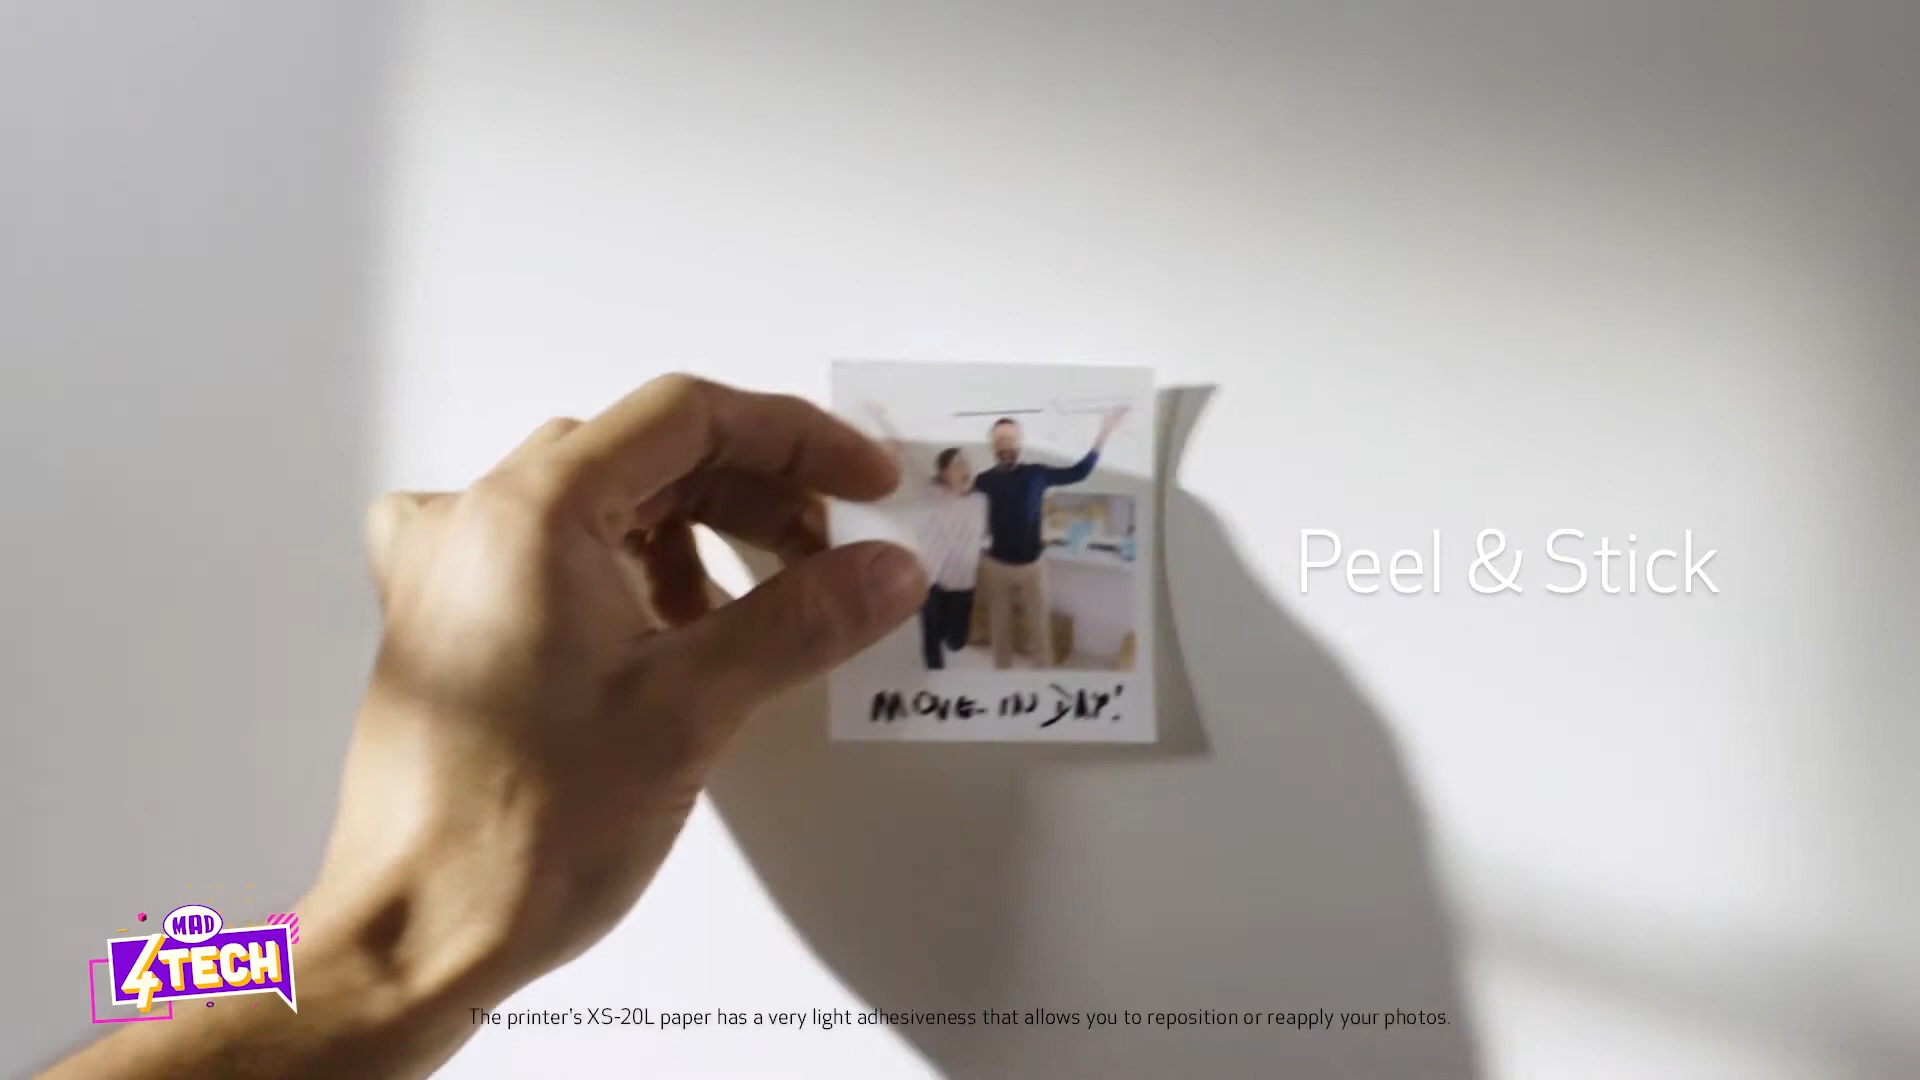 Peel & Stick
MOVE-IN DAY!
MAD
4TECH
The printer's XS-20L paper has a very light adhesiveness that allows you to reposition or reapply your photos.